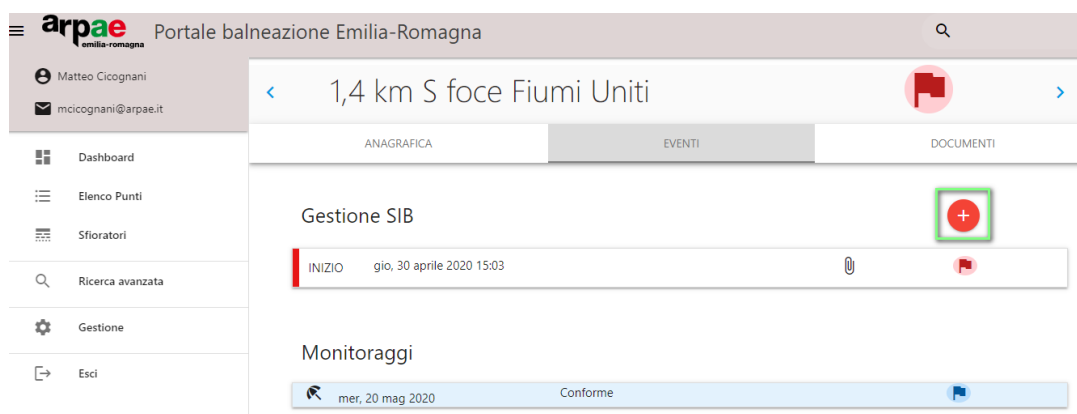 arpae
emilia-romagna
Portale balneazione Emilia-Romagna
Matteo Cicognani
mcicognani@arpae.it
Dashboard
Elenco Punti
Sfioratori
Ricerca avanzata
Gestione
Esci
1,4 km S foce Fiumi Uniti
ANAGRAFICA EVENTI DOCUMENTI
Gestione SIB
INIZIO gio, 30 aprile 2020 15:03
Monitoraggi
mer, 20 mag 2020 Conforme